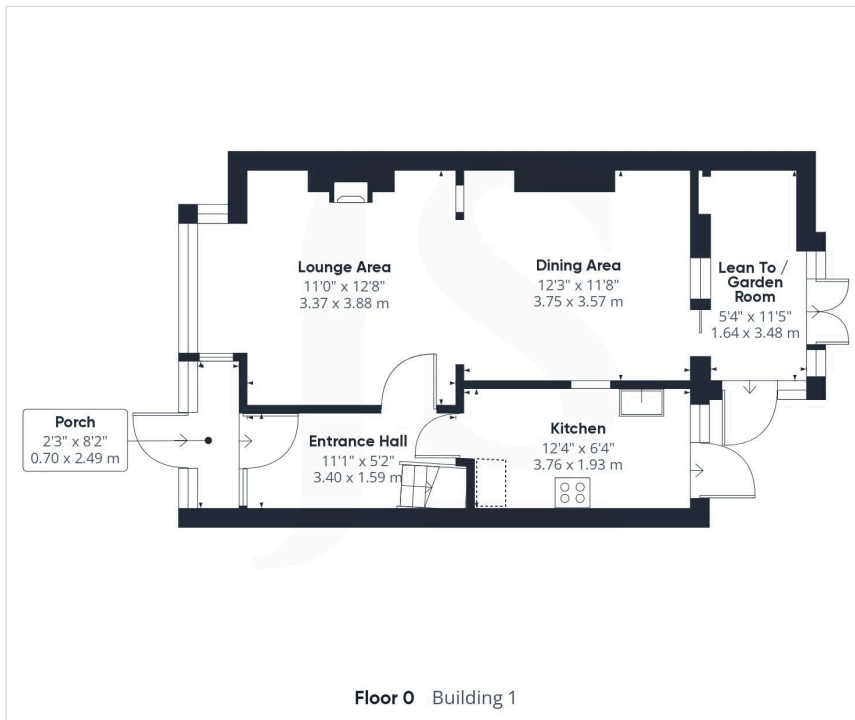 Lounge Area
11'0" x 12'8"
3.37 x 3.88 m
Dining Area
12'3" x 11'8"
3.75 x 3.57 m
Lean To /
Garden
Room
5'4" x 11'5"
1.64 x 3.48 m
Porch
2'3" x 8'2"
0.70 x 2.49 m
Entrance Hall
11'1" x 5'2"
3.40 x 1.59 m
Kitchen
12'4" x 6'4"
3.76 x 1.93 m
Floor 0 Building 1